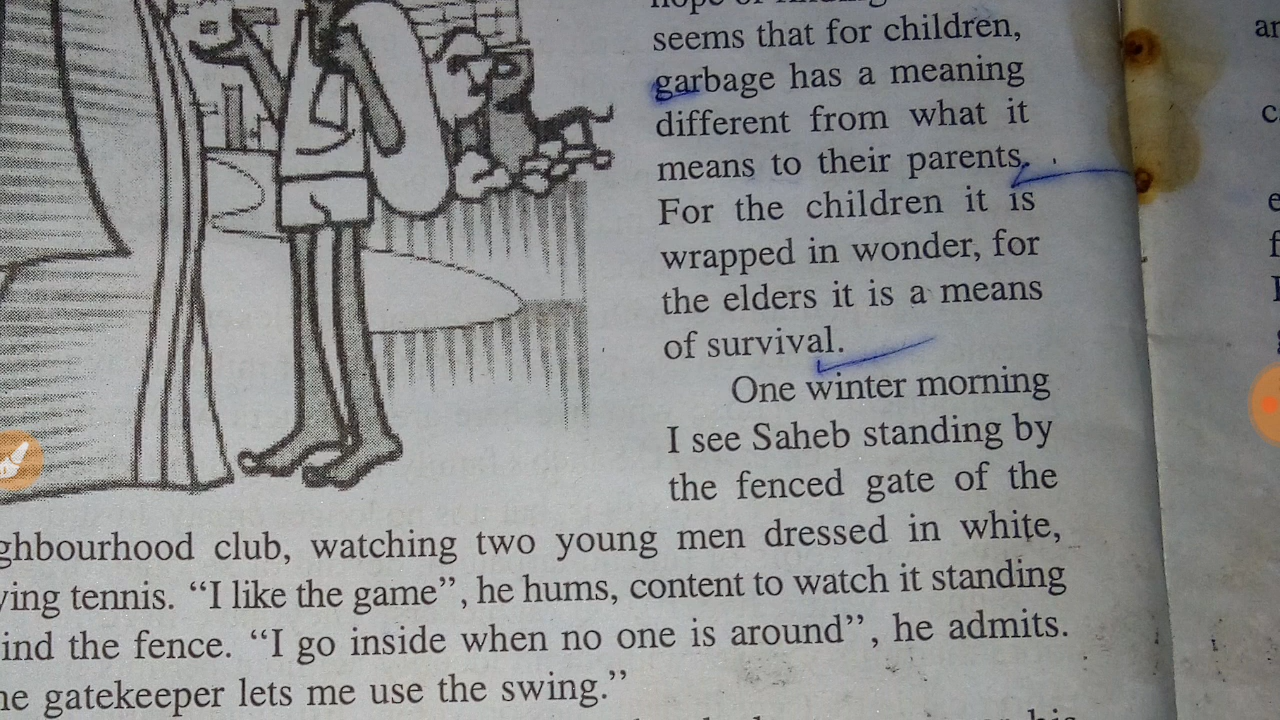 seems that for children,
garbage has a meaning
different from what it
means to their parents.
For the children it is
wrapped in wonder, for
the elders it is a means
of survival.
One winter morning
I see Saheb standing by
the fenced gate of the
ghbourhood club, watching two young men dressed in white,
ying tennis. “I like the game”, he hums, content to watch it standing
ind the fence. “I go inside when no one is around”, he admits.
he gatekeeper lets me use the swing.”